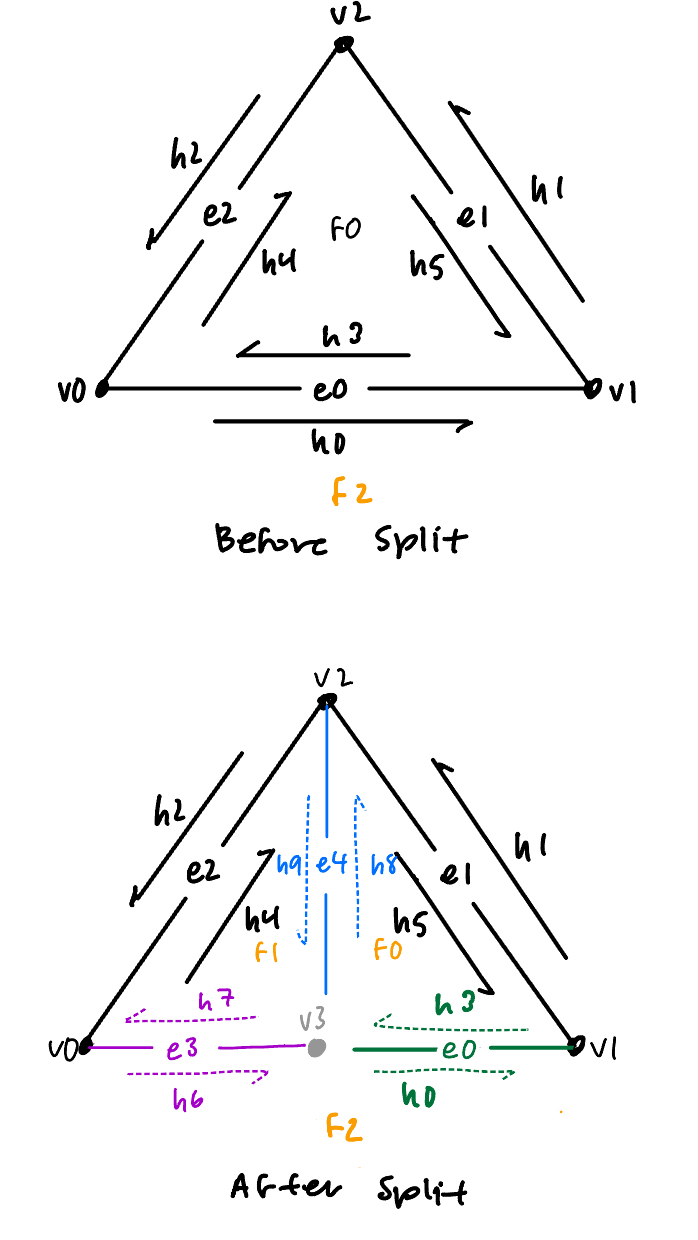 v2
h2
h1
e2
e1
F0
h4
h5
h3
v0
e0
v1
h0
F2
Before Split
v2
h2
h1
h9 e4 h8
e2
e1
h4
h5
F1
F0
h7
v3
h3
v0
e3
e0
v1
h6
h0
F2
After Split